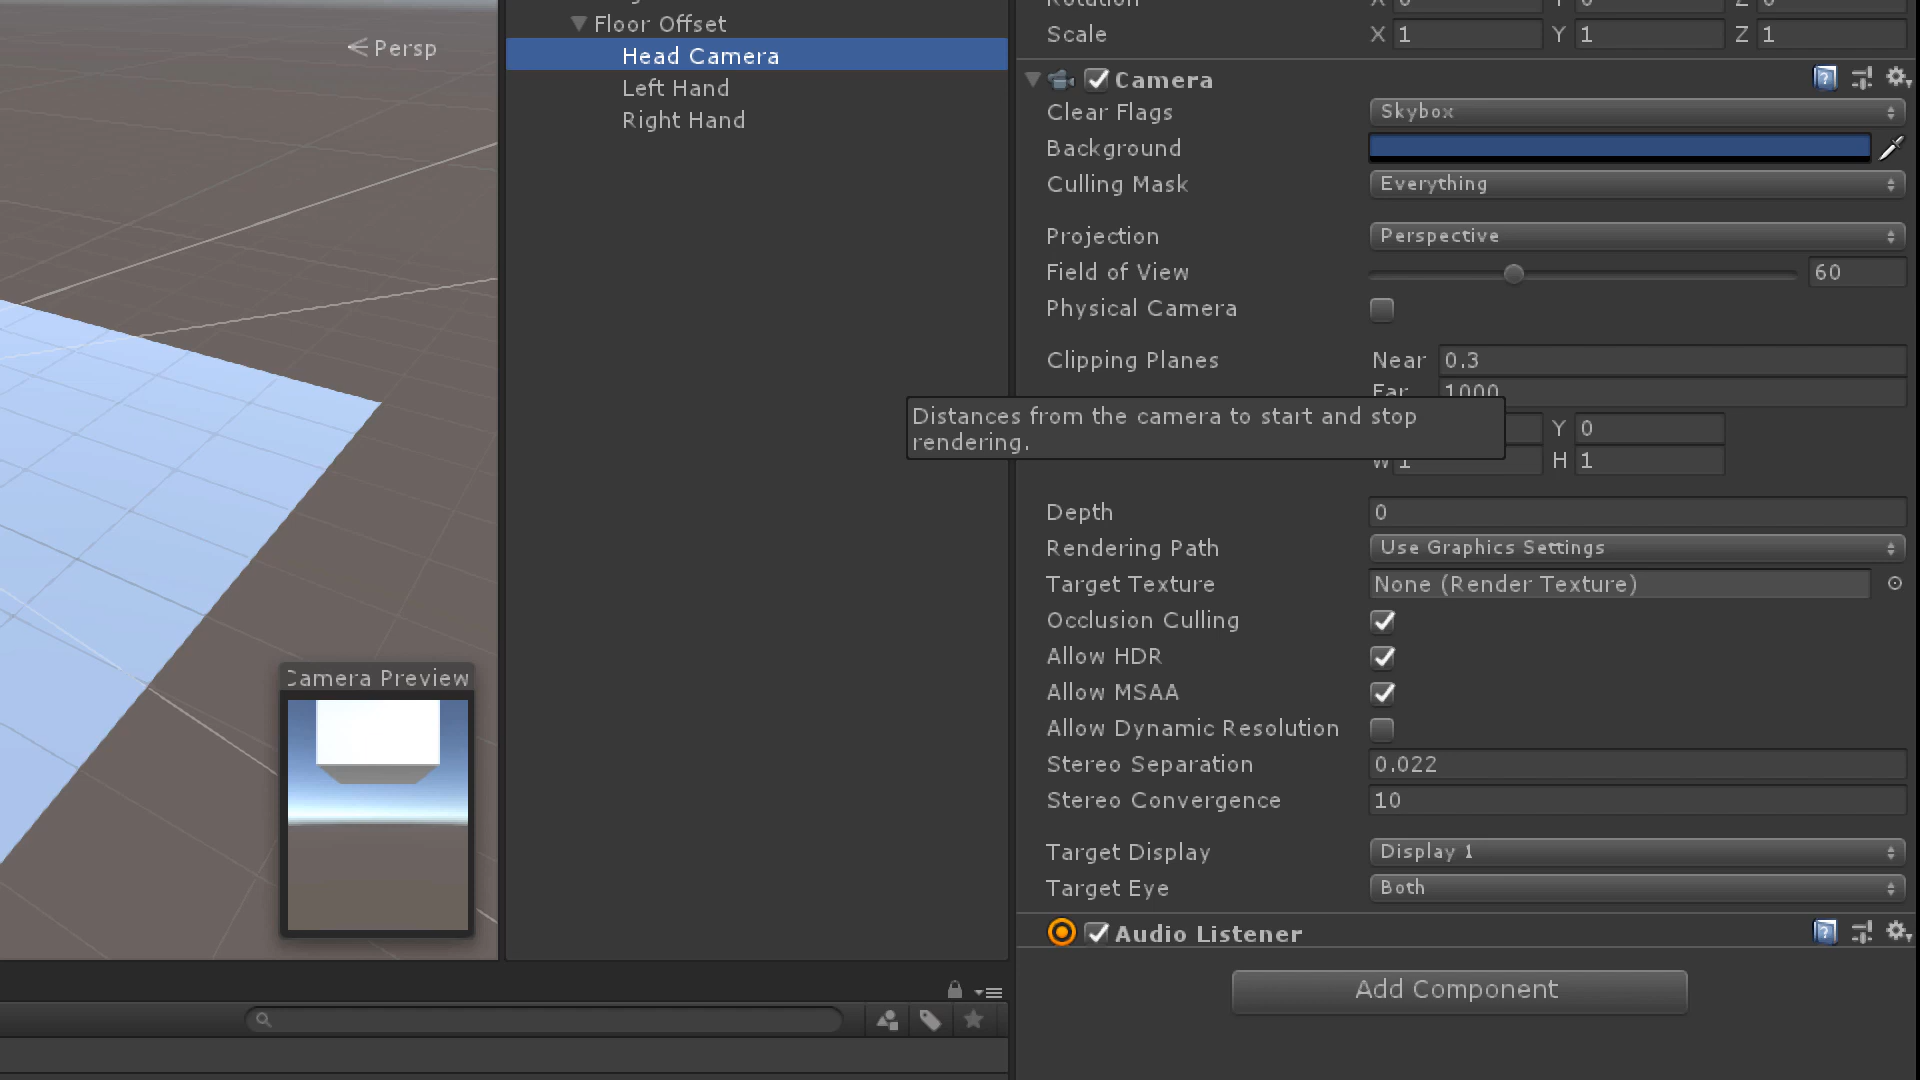 Persp
Floor Offset
Head Camera
Left Hand
Right Hand
Camera Preview
Rotation X 0 Y 0 Z 0
Scale X 1 Y 1 Z 1
Camera
Clear Flags Skybox
Background
Culling Mask Everything
Projection Perspective
Field of View 60
Physical Camera
Clipping Planes Near 0.3
Far 1000
Distances from the camera to start and stop
rendering.
Y 0
W 1 H 1
Depth 0
Rendering Path Use Graphics Settings
Target Texture None (Render Texture)
Occlusion Culling
Allow HDR
Allow MSAA
Allow Dynamic Resolution
Stereo Separation 0.022
Stereo Convergence 10
Target Display Display 1
Target Eye Both
Audio Listener
Add Component